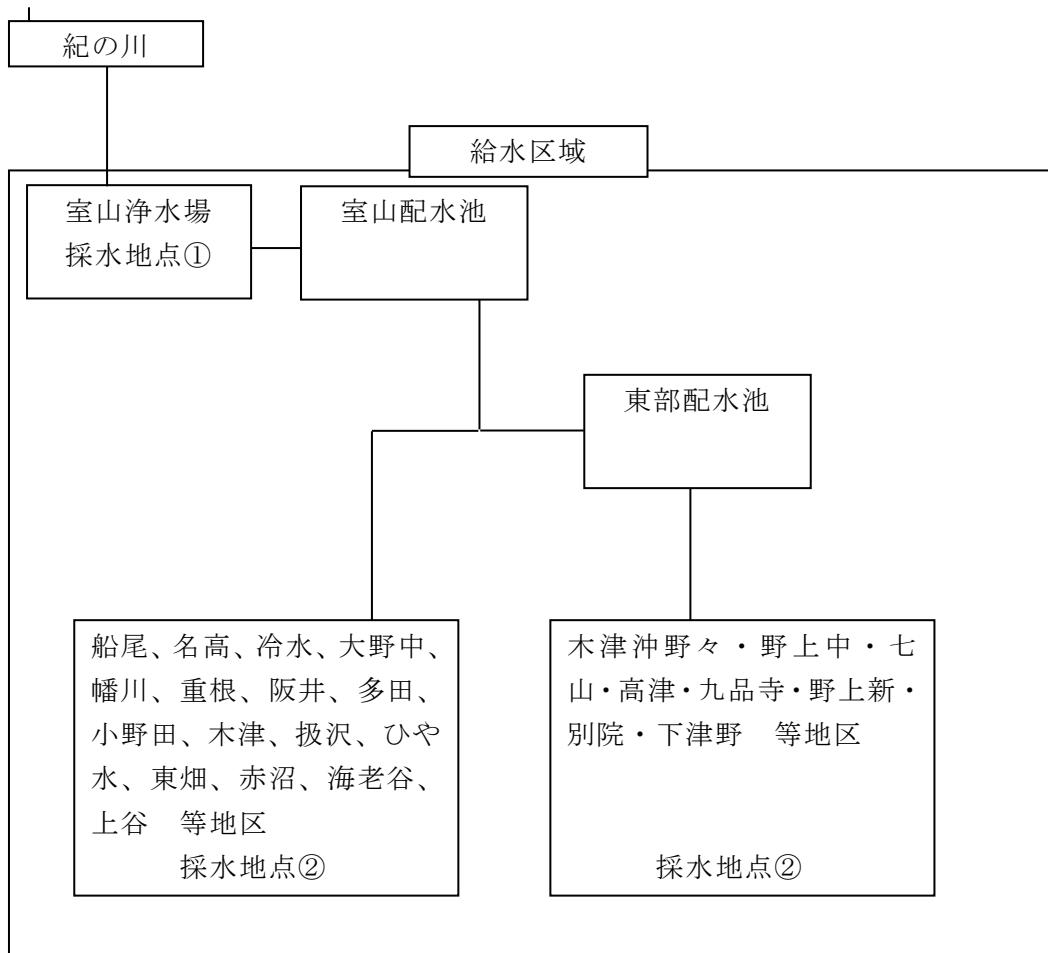 紀の川
給水区域
室山浄水場
採水地点①
室山配水池
東部配水池
船尾、名高、冷水、大野中、
幡川、重根、阪井、多田、
小野田、木津、扱沢、ひや
水、東畑、赤沼、海老谷、
上谷　等地区
採水地点②
木津沖野々・野上中・七
山・高津・九品寺・野上新・
別院・下津野　等地区
採水地点②